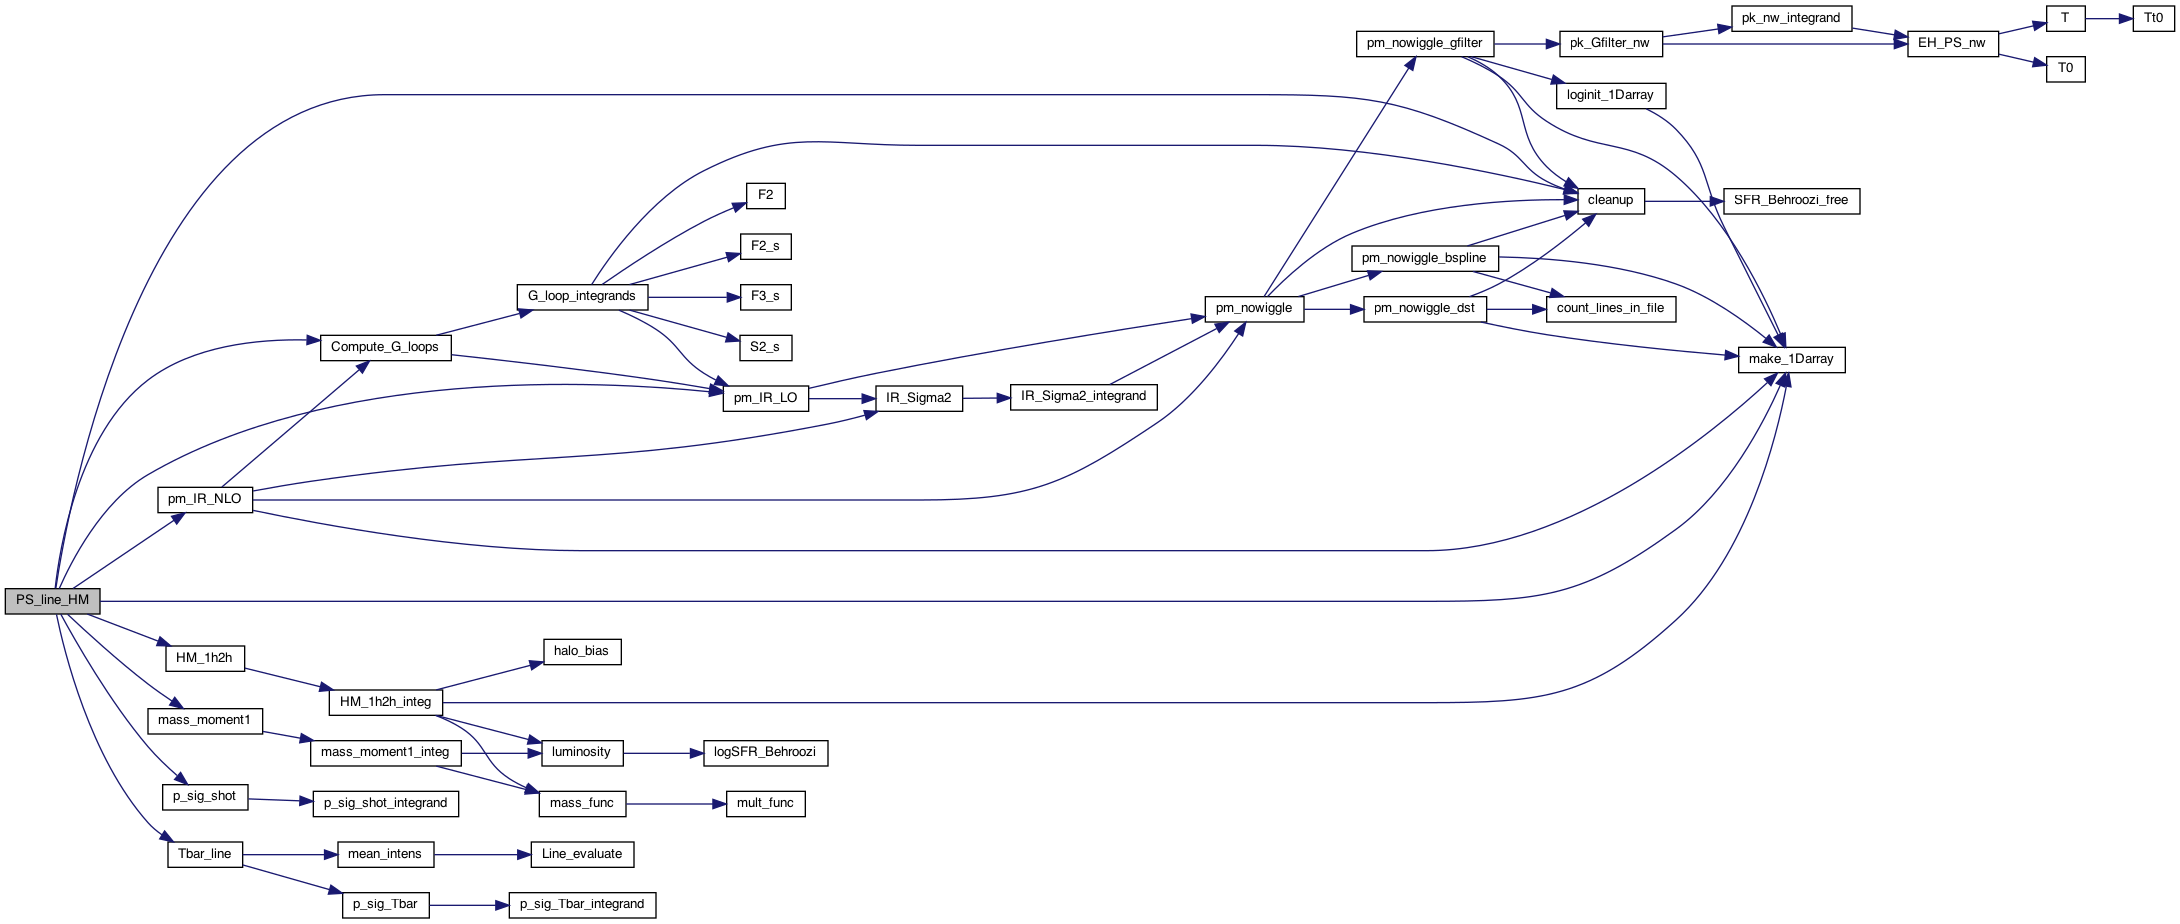 pk_nw_integrand
T
Tt0
pm_nowiggle_gfilter
pk_Gfilter_nw
EH_PS_nw
T0
loginit_1Darray
F2
cleanup
SFR_Behroozi_free
F2_s
pm_nowiggle_bspline
G_loop_integrands
F3_s
pm_nowiggle
pm_nowiggle_dst
count_lines_in_file
Compute_G_loops
S2_s
make_1Darray
pm_IR_LO
IR_Sigma2
IR_Sigma2_integrand
pm_IR_NLO
PS_line_HM
HM_1h2h
halo_bias
HM_1h2h_integ
mass_moment1
mass_moment1_integ
luminosity
logSFR_Behroozi
p_sig_shot
p_sig_shot_integrand
mass_func
mult_func
Tbar_line
mean_intens
Line_evaluate
p_sig_Tbar
p_sig_Tbar_integrand